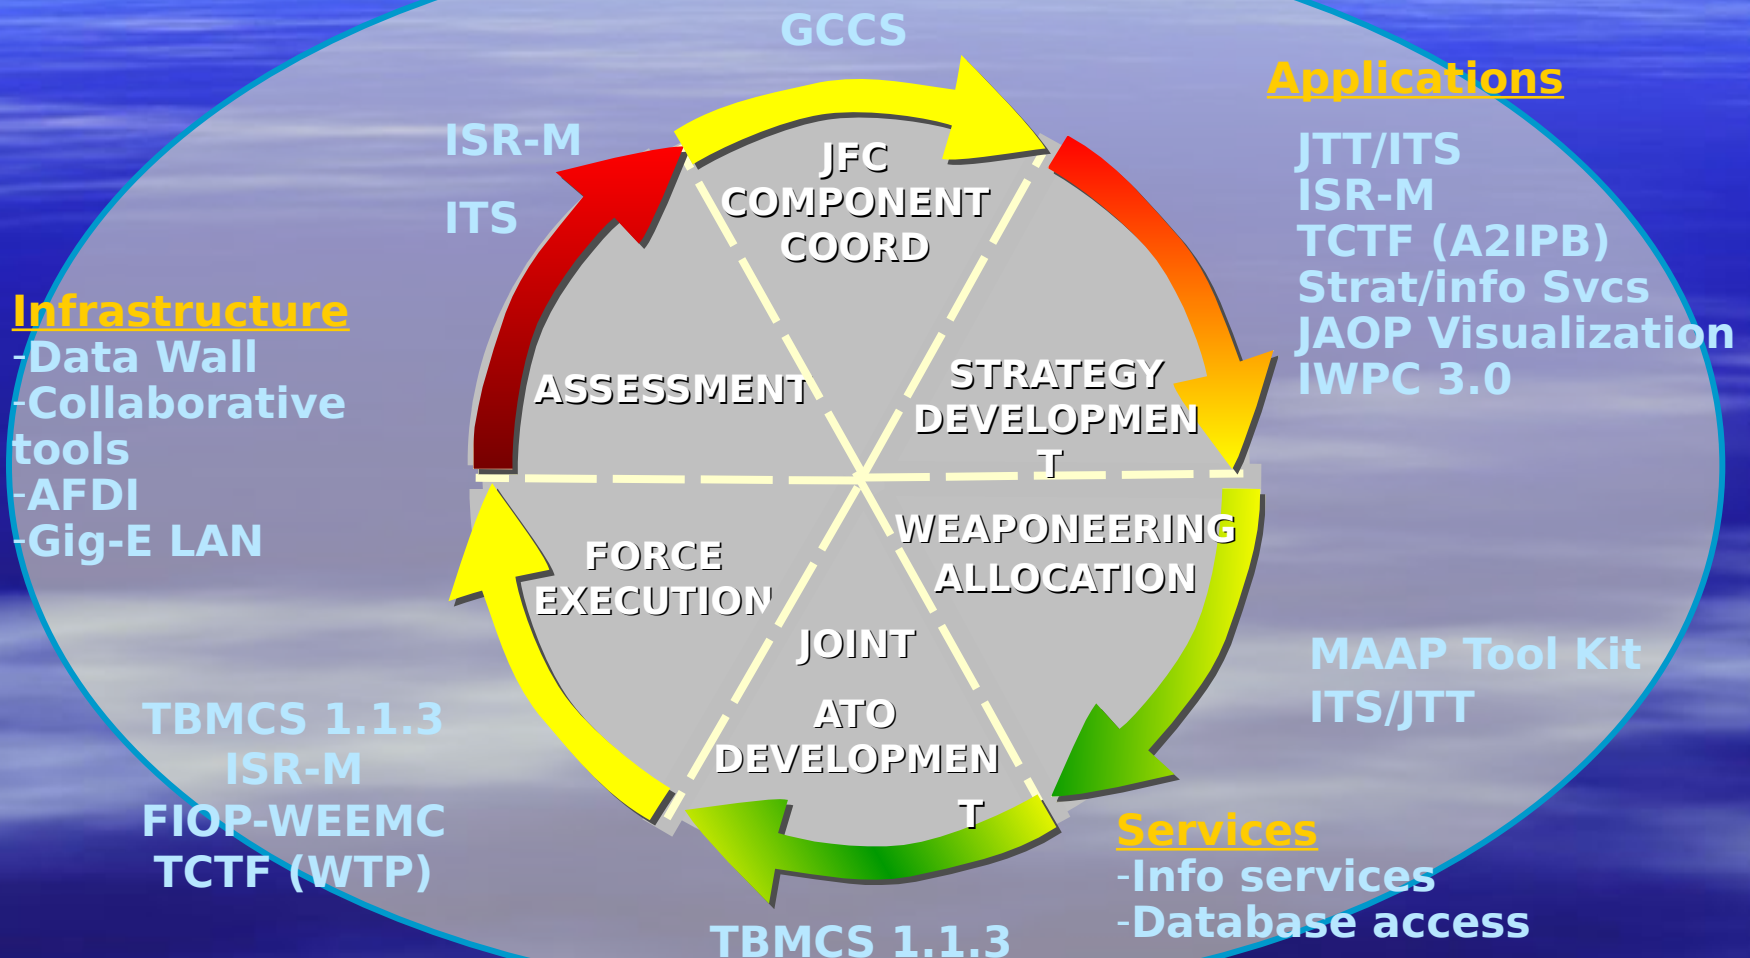 GCCS
Applications
JTT/ITS
ISR-M
TCTF (A2IPB)
Strat/info Svcs
JAOP Visualization
IWPC 3.0
ISR-M
ITS
JFC
COMPONENT
COORD
Infrastructure
-Data Wall
-Collaborative
tools
-AFDI
-Gig-E LAN
ASSESSMENT
STRATEGY
DEVELOPMEN
T
WEAPONEERING
ALLOCATION
FORCE
EXECUTION
JOINT
ATO
DEVELOPMEN
T
MAAP Tool Kit
ITS/JTT
TBMCS 1.1.3
ISR-M
FIOP-WEEMC
TCTF (WTP)
Services
-Info services
-Database access
TBMCS 1.1.3